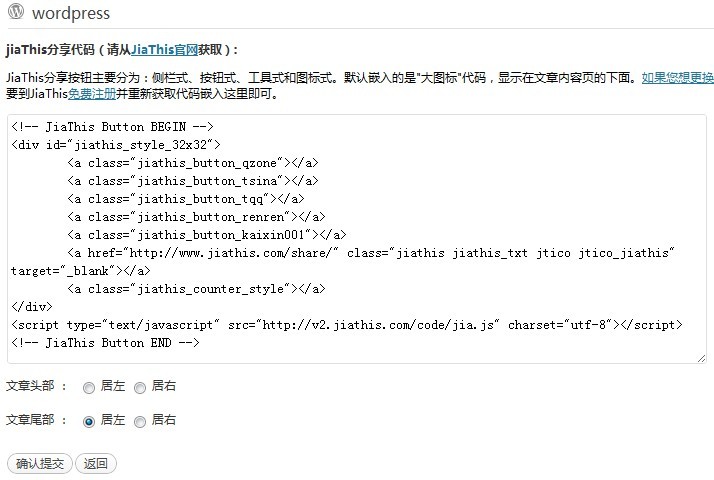 wordpress
jiaThis分享代码（请从JiaThis官网获取）：
JiaThis分享按钮主要分为：侧栏式、按钮式、工具式和图标式。默认嵌入的是"大图标"代码，显示在文章内容页的下面。如果您想更换
要到JiaThis免费注册并重新获取代码嵌入这里即可。
<!-- JiaThis Button BEGIN -->
<div id="jiathis_style_32x32">
        <a class="jiathis_button_qzone"></a>
        <a class="jiathis_button_tsina"></a>
        <a class="jiathis_button_tqq"></a>
        <a class="jiathis_button_renren"></a>
        <a class="jiathis_button_kaixin001"></a>
        <a href="http://www.jiathis.com/share/" class="jiathis jiathis_txt jtico jtico_jiathis"
target="_blank"></a>
        <a class="jiathis_counter_style"></a>
</div>
<script type="text/javascript" src="http://v2.jiathis.com/code/jia.js" charset="utf-8"></script>
<!-- JiaThis Button END -->
文章头部 ： 居左 居右
文章尾部 ： 居左 居右
确认提交 返回